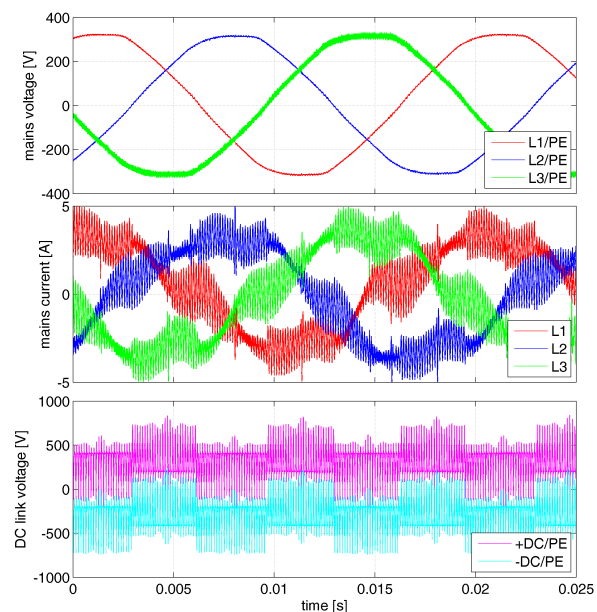 mains voltage [V]
400
200
0
-200
-400
L1/PE
L2/PE
L3/PE
mains current [A]
5
0
-5
L1
L2
L3
DC link voltage [V]
1000
500
0
-500
-1000
+DC/PE
-DC/PE
0.0
0.005
0.01
0.015
0.02
0.025
time [s]